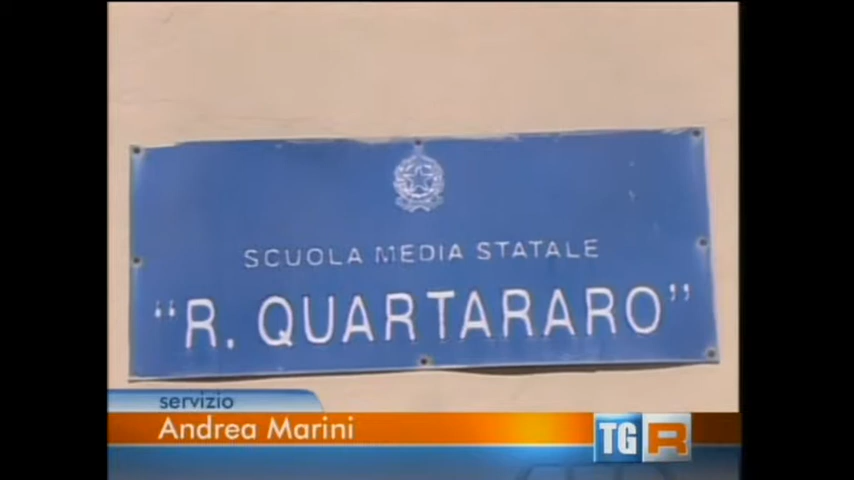 SCUOLA MEDIA STATALE
"R. QUARTARARO"
servizio
Andrea Marini
TGR